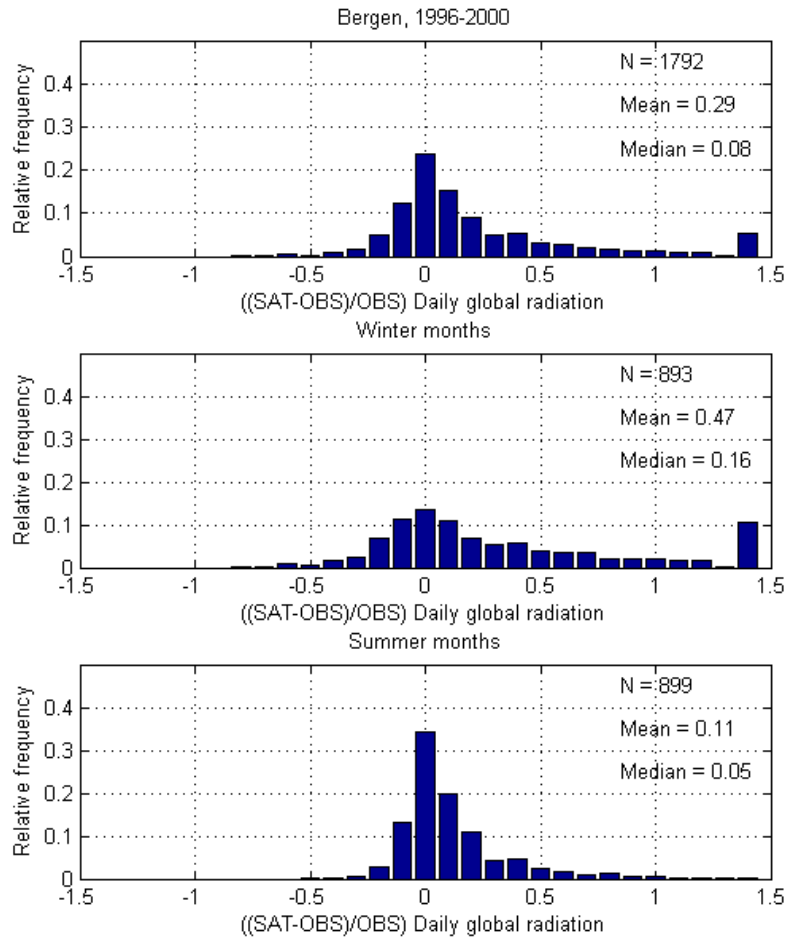 Bergen, 1996-2000
Relative frequency
0.4
0.3
0.2
0.1
0
N = 1792
Mean = 0.29
Median = 0.08
-1.5 -1 -0.5 0 0.5 1 1.5
((SAT-OBS)/OBS) Daily global radiation
Winter months
Relative frequency
0.4
0.3
0.2
0.1
0
N = 893
Mean = 0.47
Median = 0.16
-1.5 -1 -0.5 0 0.5 1 1.5
((SAT-OBS)/OBS) Daily global radiation
Summer months
Relative frequency
0.4
0.3
0.2
0.1
0
N = 899
Mean = 0.11
Median = 0.05
-1.5 -1 -0.5 0 0.5 1 1.5
((SAT-OBS)/OBS) Daily global radiation